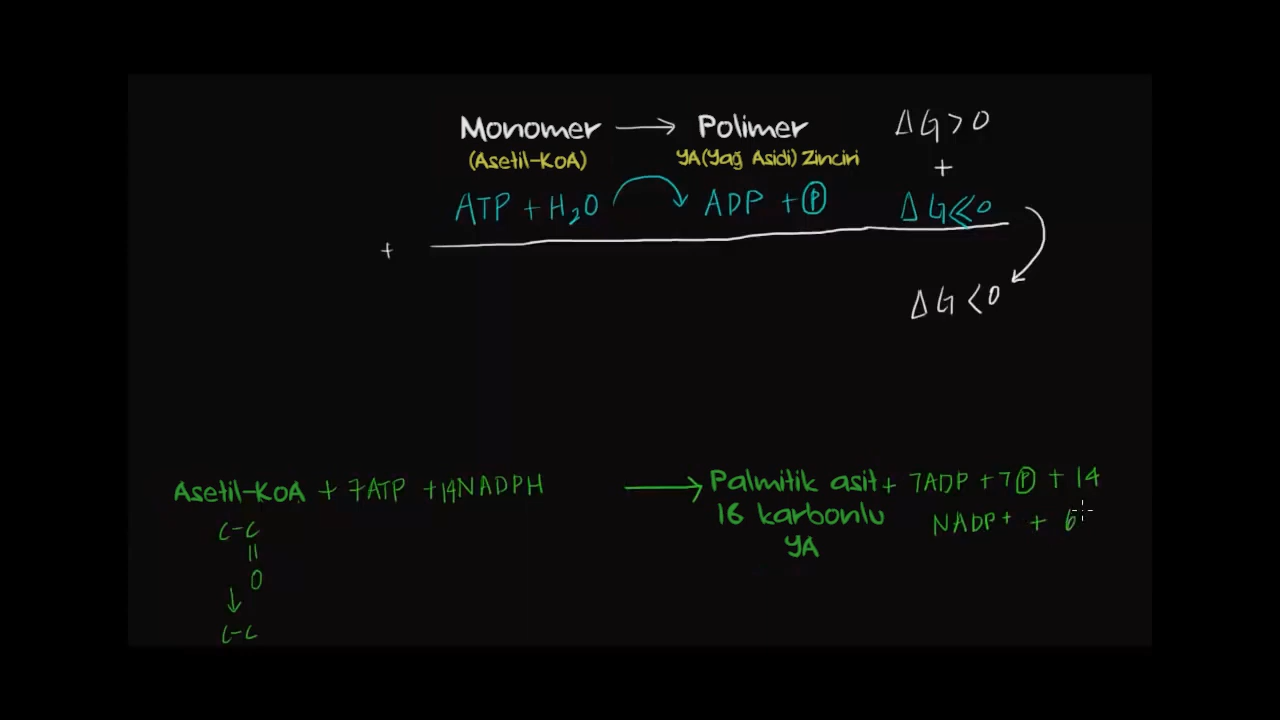 Monomer → Polimer ΔG>0
(Asetil-KoA) YA(Yağ Asidi) Zinciri +
ATP + H₂O ADP + P ΔG≪0
+
ΔG<0
Asetil-KoA + 7ATP +14NADPH → Palmitik asit + 7ADP + 7P + 14
C-C 16 karbonlu NADP+ + 6
O YA
C-C